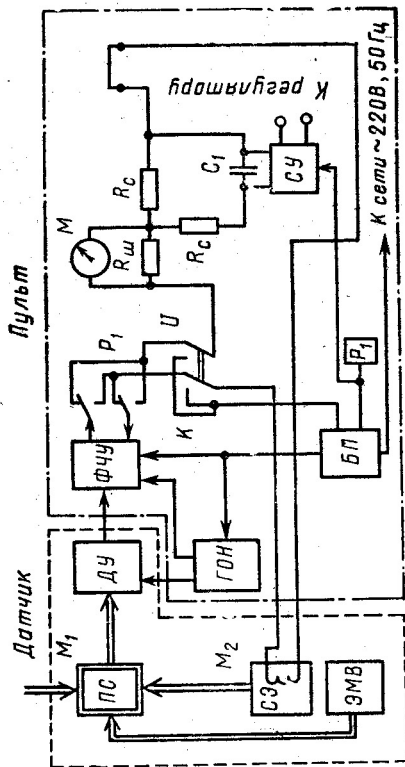 Датчик
Пульт
M₁
ПС
ДУ
ФЧУ
P₁
M
Rш
Rс
К регулятору
M₂
ГОН
К
И
Rс
C₁
СЭ
СУ
ЭМВ
БП
P₁
К сети ~ 220В, 50Гц